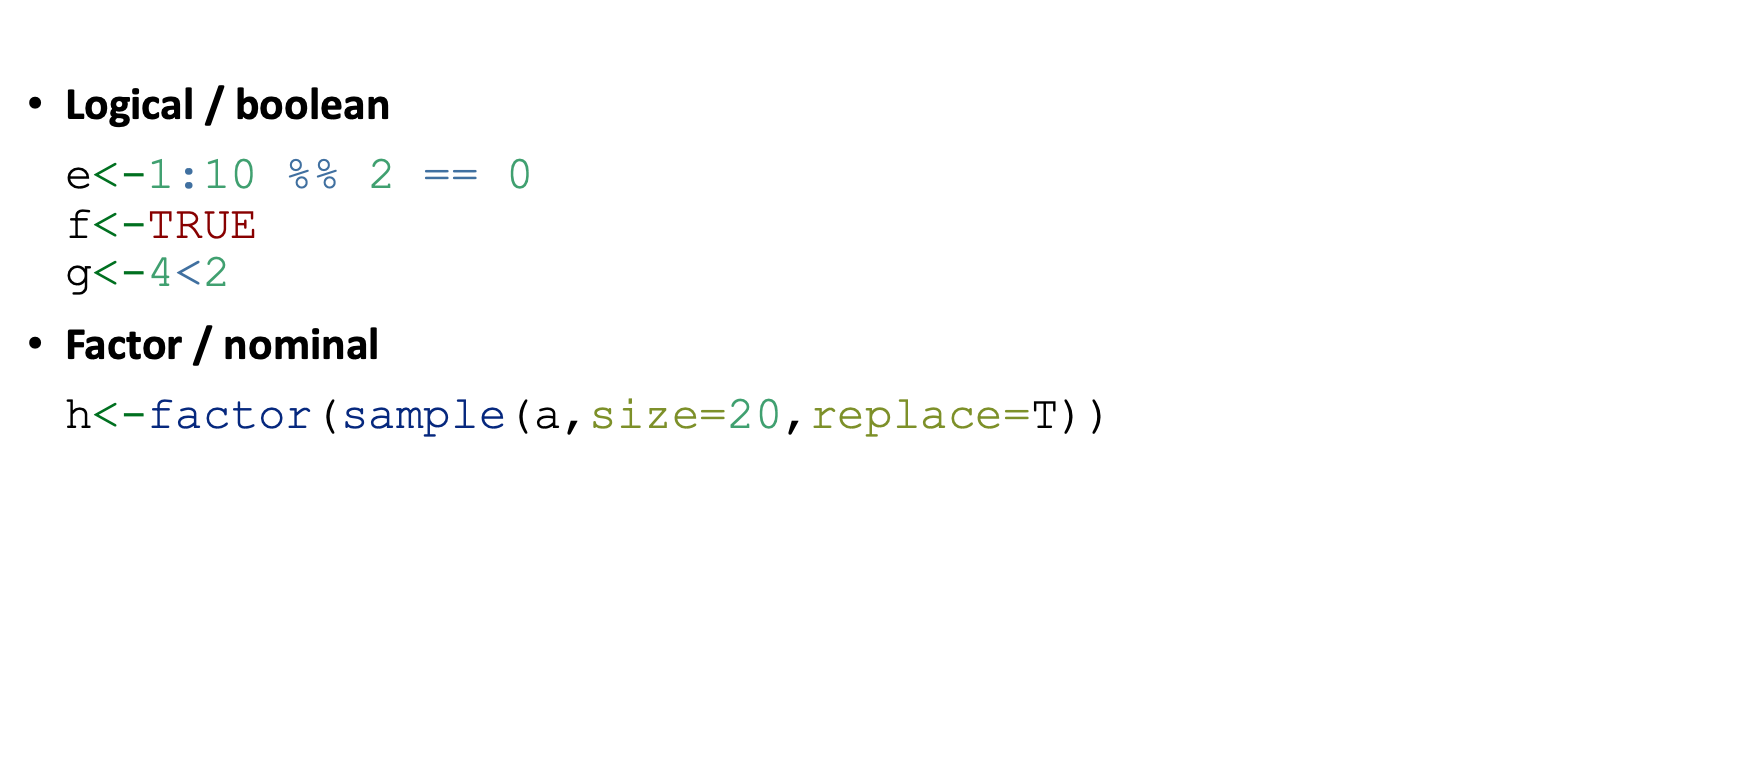 • Logical / boolean
e<-1:10 %% 2 == 0
f<-TRUE
g<-4<2
• Factor / nominal
h<-factor(sample(a,size=20,replace=T))